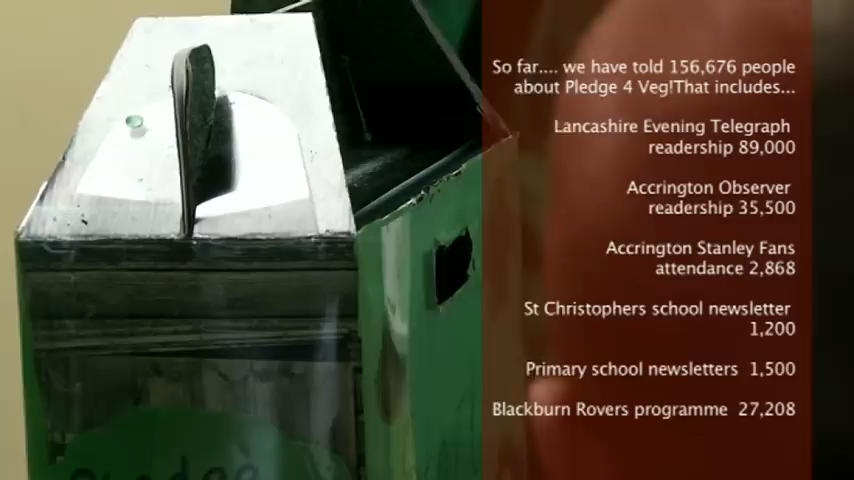 So far.... we have told 156,676 people
about Pledge 4 Veg!That includes...
Lancashire Evening Telegraph
readership 89,000
Accrington Observer
readership 35,500
Accrington Stanley Fans
attendance 2,868
St Christophers school newsletter
1,200
Primary school newsletters 1,500
Blackburn Rovers programme 27,208